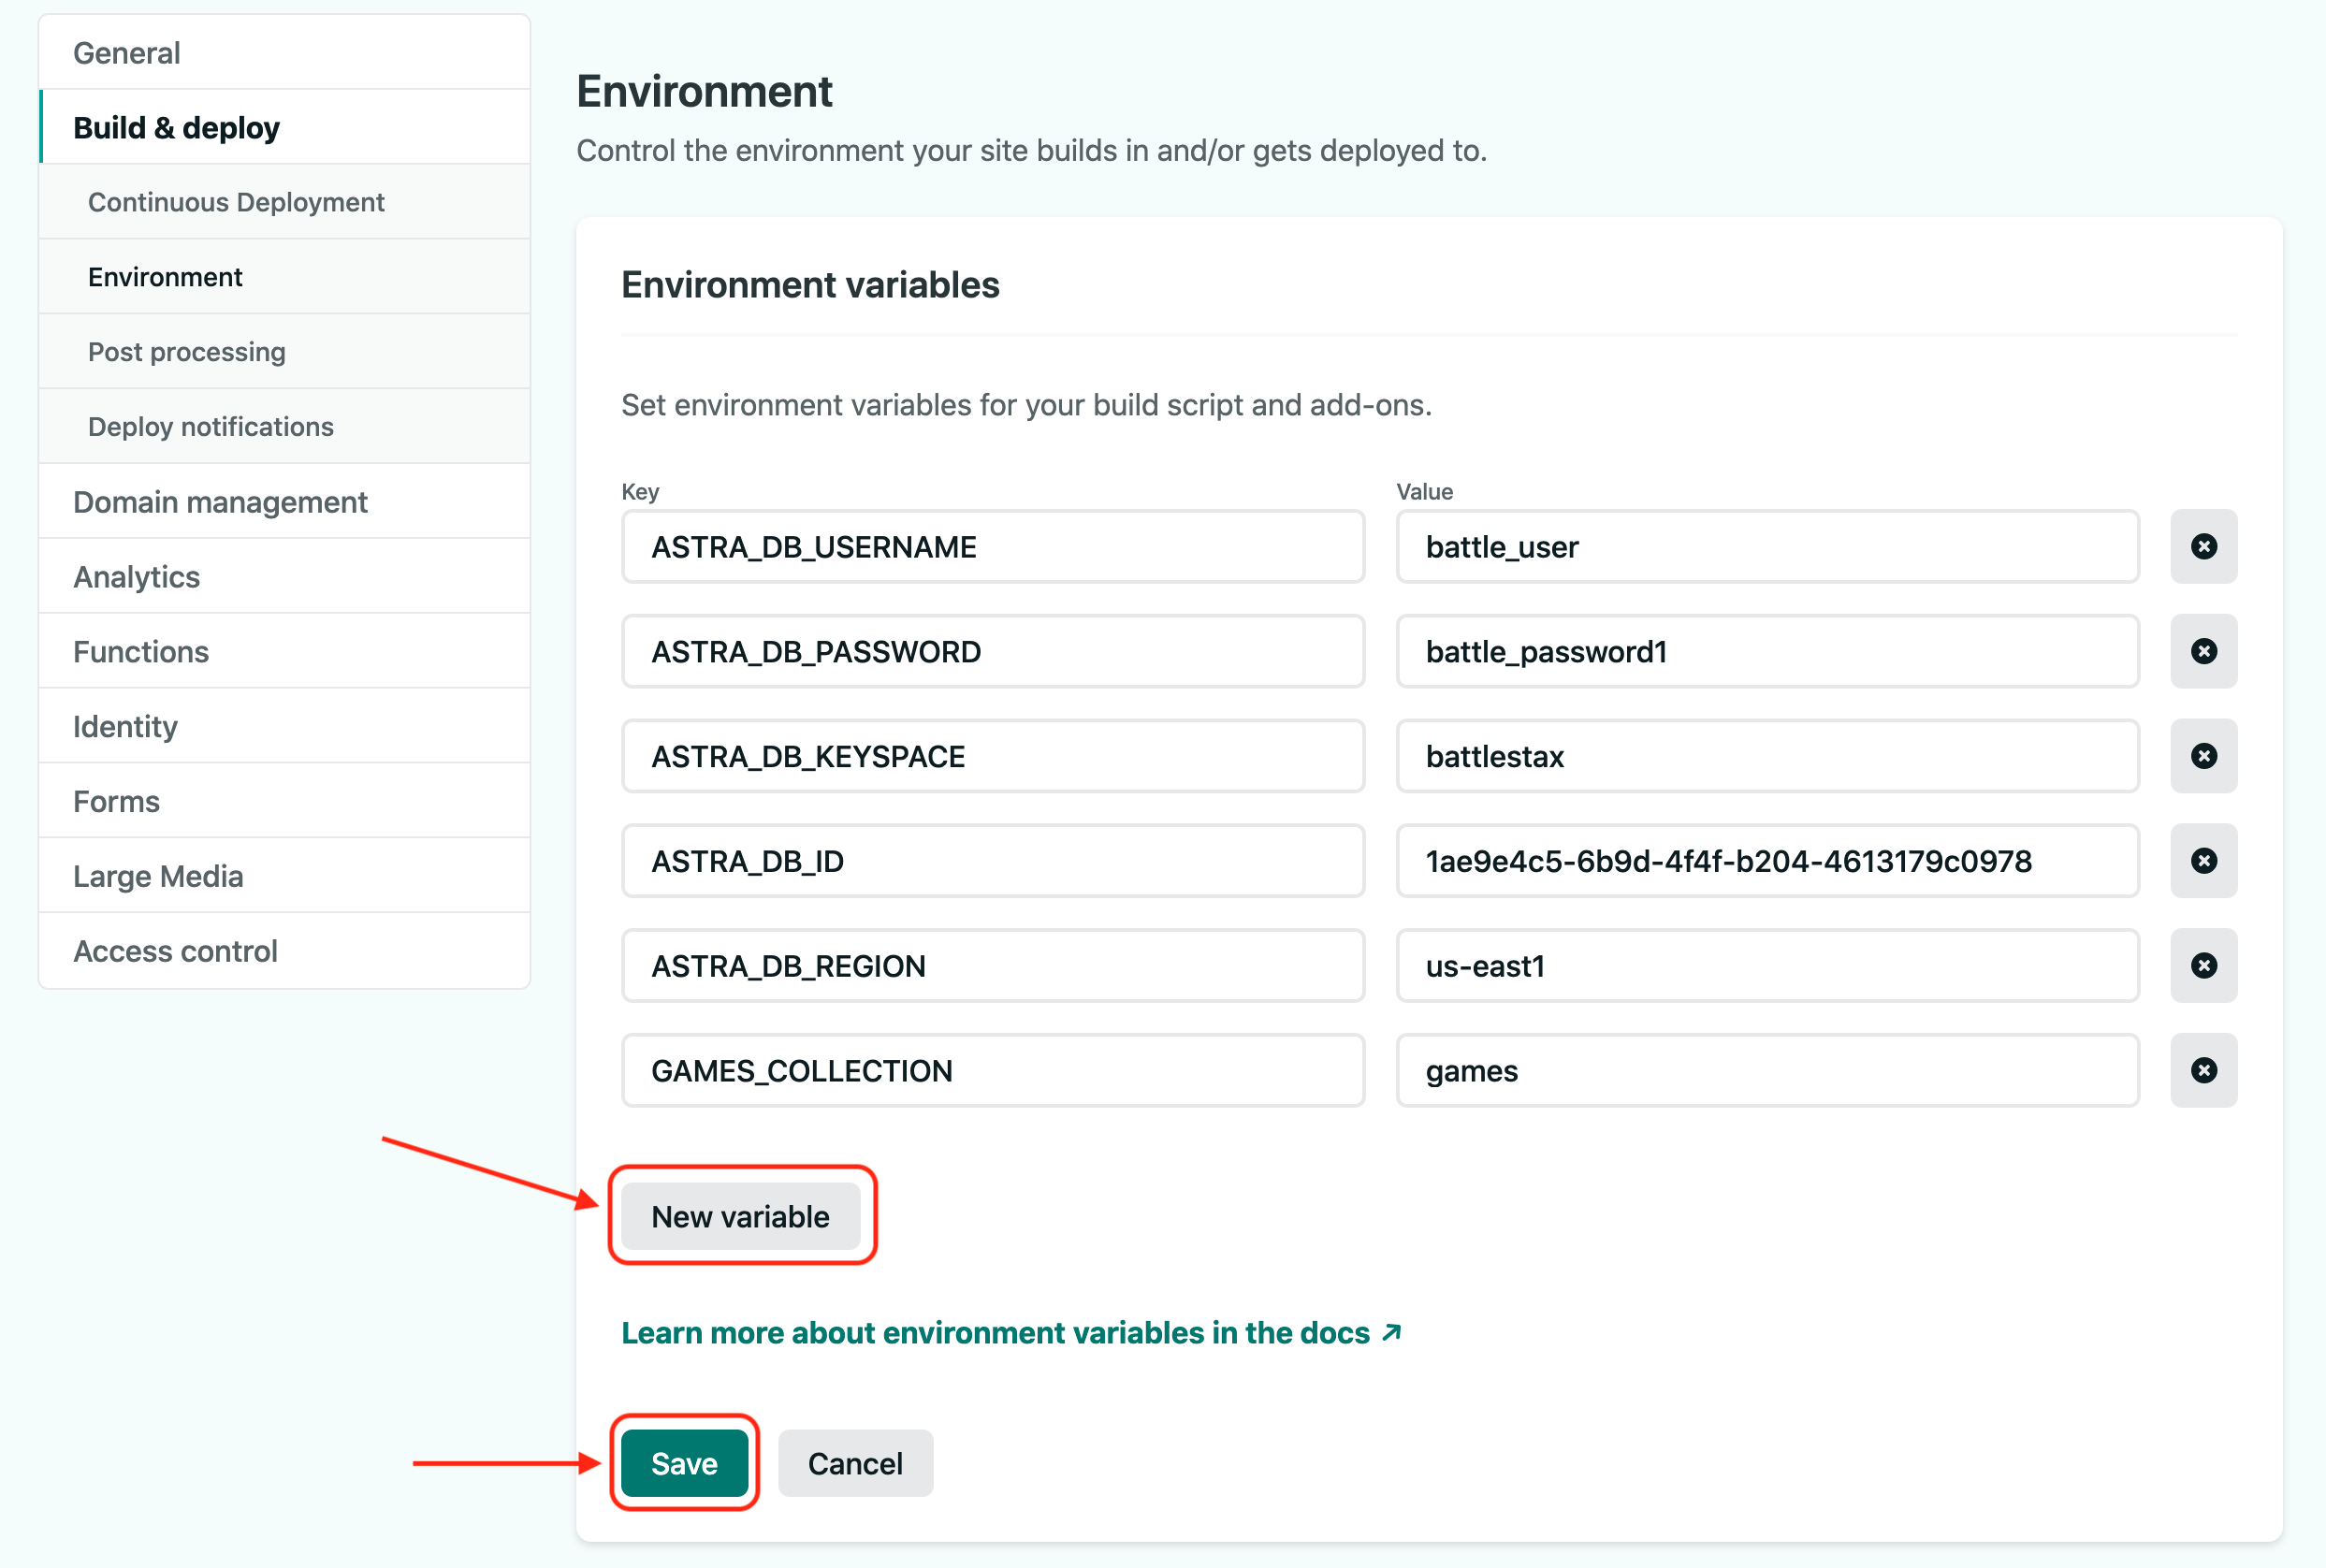 General
Build & deploy
Continuous Deployment
Environment
Post processing
Deploy notifications
Domain management
Analytics
Functions
Identity
Forms
Large Media
Access control
Environment
Control the environment your site builds in and/or gets deployed to.
Environment variables
Set environment variables for your build script and add-ons.
Key Value
ASTRA_DB_USERNAME battle_user
ASTRA_DB_PASSWORD battle_password1
ASTRA_DB_KEYSPACE battlestax
ASTRA_DB_ID 1ae9e4c5-6b9d-4f4f-b204-4613179c0978
ASTRA_DB_REGION us-east1
GAMES_COLLECTION games
New variable
Learn more about environment variables in the docs
Save Cancel